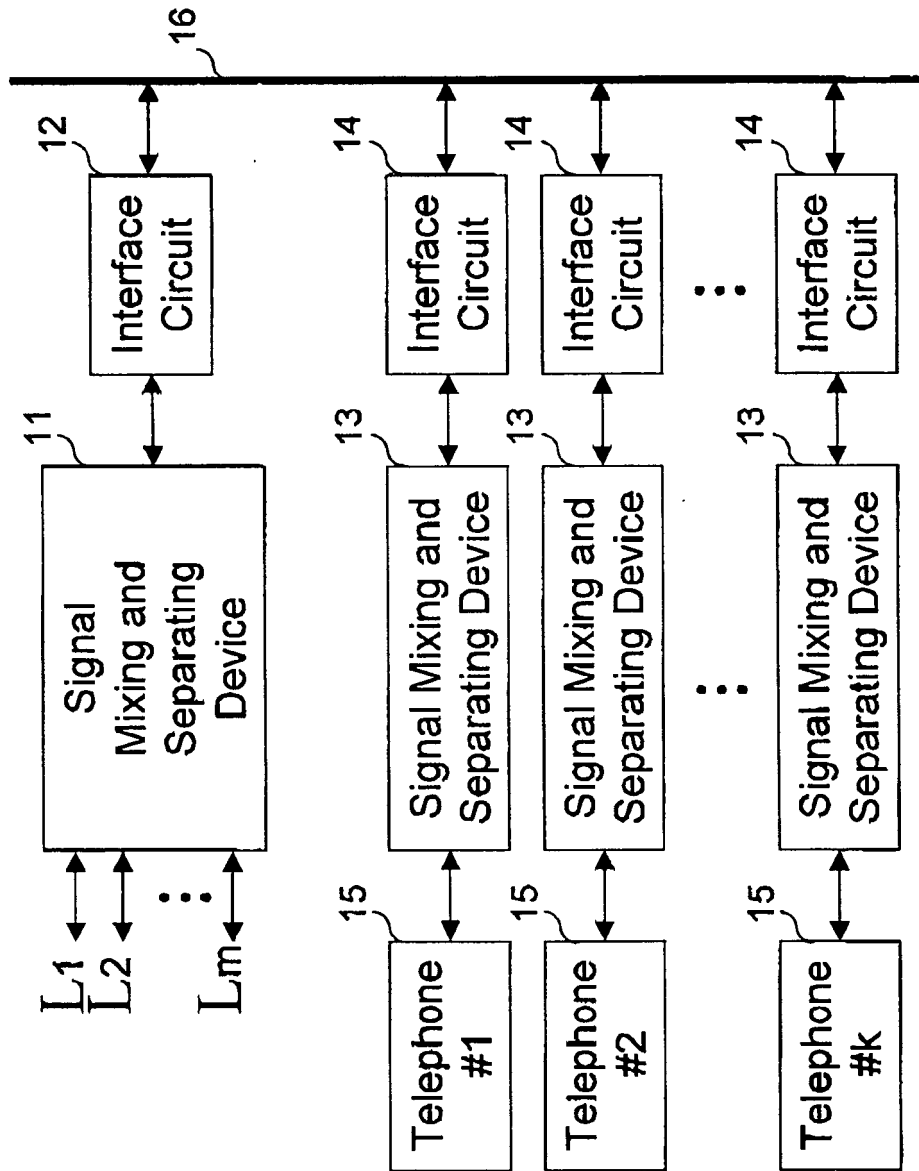 L1
L2
Lm
11
Signal
Mixing and
Separating
Device
12
Interface
Circuit
16
15
Telephone
#1
13
Signal Mixing and
Separating Device
14
Interface
Circuit
15
Telephone
#2
13
Signal Mixing and
Separating Device
14
Interface
Circuit
15
Telephone
#k
13
Signal Mixing and
Separating Device
14
Interface
Circuit